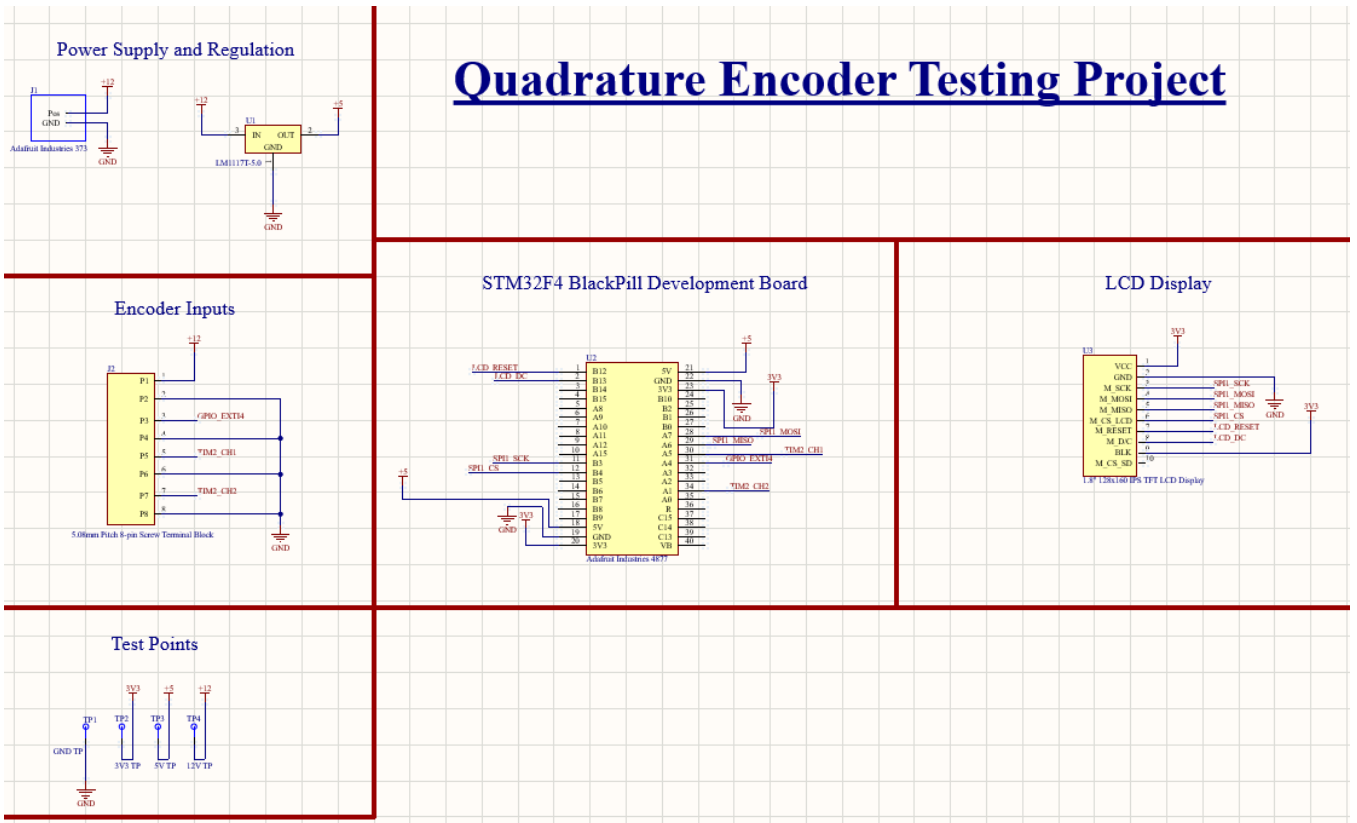 Quadrature Encoder Testing Project
Power Supply and Regulation
J1
Pos
GND
Adafruit Industries 373
+12
GND
+12
U1
3
IN
OUT
2
GND
1
LM1117T-5.0
+5
GND
Encoder Inputs
+12
J2
P1 1
P2 2
P3 3 GPIO_EXTI4
P4 4
P5 5 TIM2_CH1
P6 6
P7 7 TIM2_CH2
P8 8
GND
5.08mm Pitch 8-pin Screw Terminal Block
STM32F4 BlackPill Development Board
U2
LCD_RESET 1 B12
LCD_DC 2 B13
3 B14
4 B15
5 A8
6 A9
7 A10
8 A11
9 A12
10 A15
SPI1_SCK 11 B3
SPI1_CS 12 B4
13 B5
14 B6
15 B7
16 B8
17 B9
+5 18 5V
GND 19 GND
3V3 20 3V3
5V 21 +5
GND 22 GND
3V3 23 3V3
B10 24
B2 25
B1 26
B0 27
A7 28 SPI1_MOSI
A6 29 SPI1_MISO
A5 30 TIM2_CH1
A4 31 GPIO_EXTI4
A3 32
A2 33
A1 34 TIM2_CH2
A0 35
R 36
C15 37
C14 38
C13 39
VB 40
Adafruit Industries 4877
LCD Display
U3
VCC 1 3V3
GND 2 GND
M_SCK 3 SPI1_SCK
M_MOSI 4 SPI1_MOSI
M_MISO 5 SPI1_MISO
M_CS_LCD 6 SPI1_CS
M_RESET 7 LCD_RESET
M_D/C 8 LCD_DC
BLK 9 3V3
M_CS_SD 10
1.8" 128x160 IPS TFT LCD Display
Test Points
3V3 +5 +12
TP1 TP2 TP3 TP4
GND TP
3V3 TP 5V TP 12V TP
GND